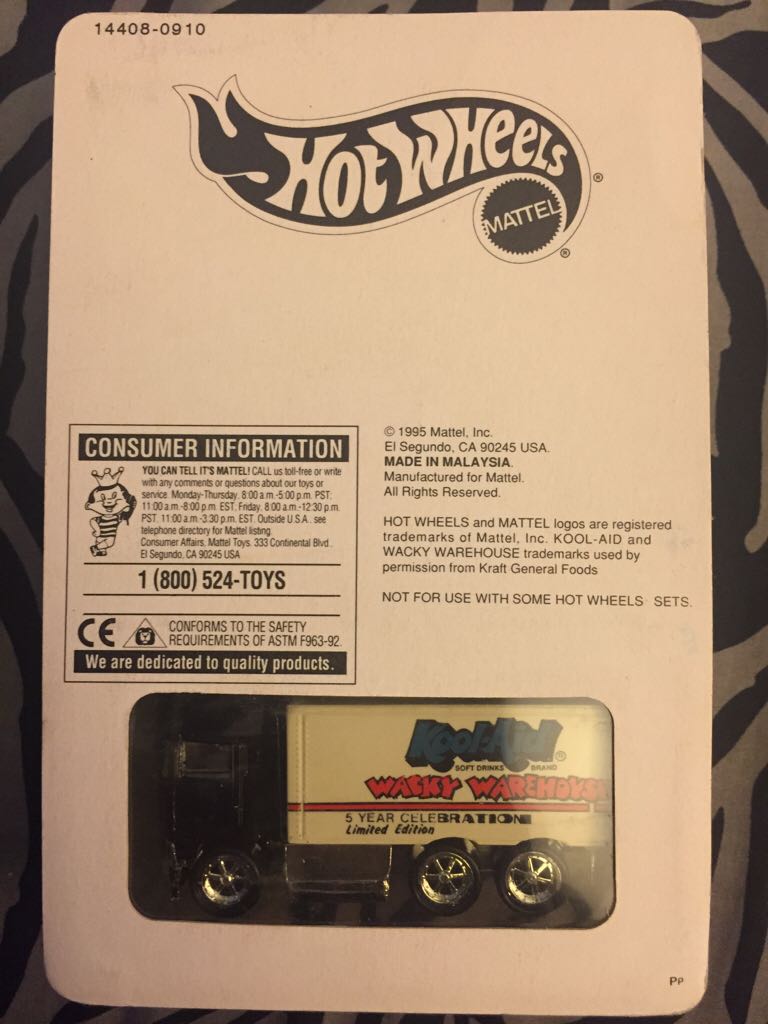 14408-0910
HOT WHEELS
®
MATTEL
®
CONSUMER INFORMATION
YOU CAN TELL IT'S MATTEL! CALL us toll-free or write
with any comments or questions about our toys or
service. Monday-Thursday, 8:00 a.m.-5:00 p.m. PST:
11:00 a.m.-8:00 p.m. EST, Friday, 8:00 a.m.-12:30 p.m.
PST. 11:00 a.m.-3:30 p.m. EST. Outside U.S.A., see
telephone directory for Mattel listing.
Consumer Affairs, Mattel Toys, 333 Continental Blvd.,
El Segundo, CA 90245 USA
1 (800) 524-TOYS
CE
CONFORMS TO THE SAFETY
REQUIREMENTS OF ASTM F963-92.
We are dedicated to quality products.
© 1995 Mattel, Inc.
El Segundo, CA 90245 USA.
MADE IN MALAYSIA.
Manufactured for Mattel.
All Rights Reserved.
HOT WHEELS and MATTEL logos are registered
trademarks of Mattel, Inc. KOOL-AID and
WACKY WAREHOUSE trademarks used by
permission from Kraft General Foods
NOT FOR USE WITH SOME HOT WHEELS SETS.
Kool-Aid®
SOFT DRINKS BRAND
WACKY WAREHOUSE
5 YEAR CELEBRATION
Limited Edition
PP